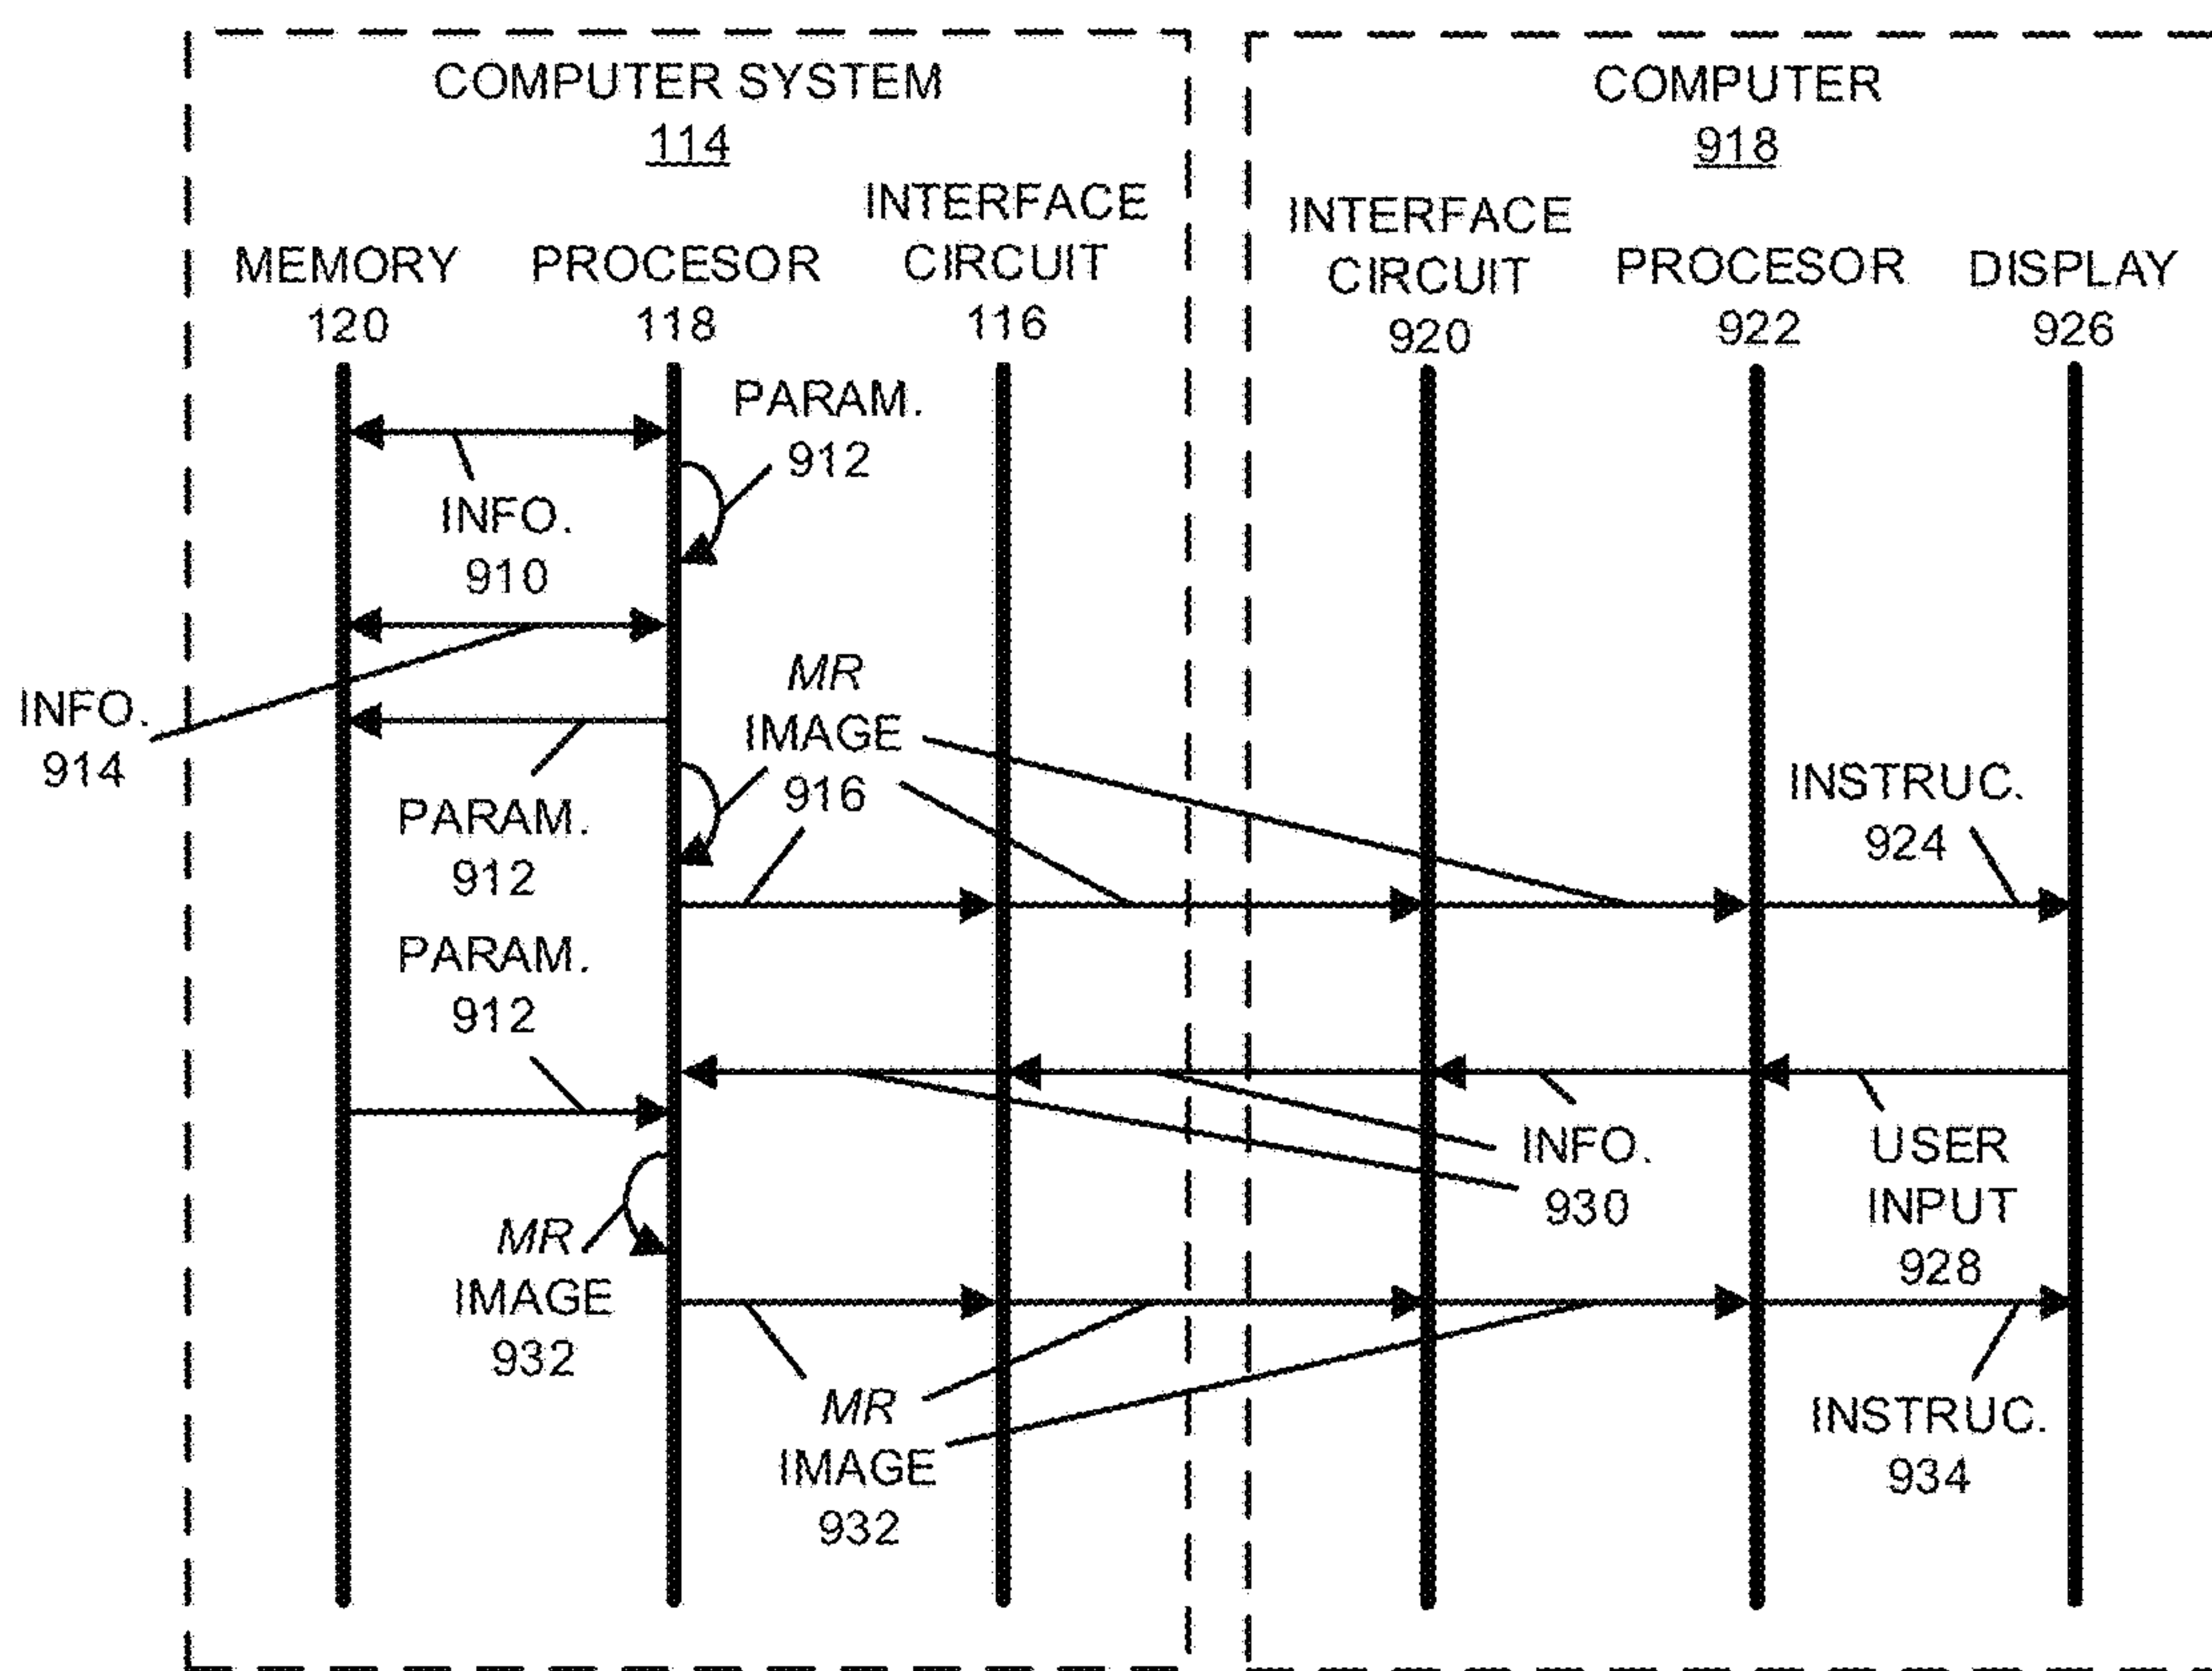 COMPUTER SYSTEM
114
COMPUTER
918
MEMORY
120
PROCESOR
118
INTERFACE
CIRCUIT
116
INTERFACE
CIRCUIT
920
PROCESOR
922
DISPLAY
926
PARAM.
912
INFO.
910
INFO.
914
MR
IMAGE
916
PARAM.
912
INSTRUC.
924
PARAM.
912
INFO.
930
USER
INPUT
928
MR
IMAGE
932
MR
IMAGE
932
INSTRUC.
934